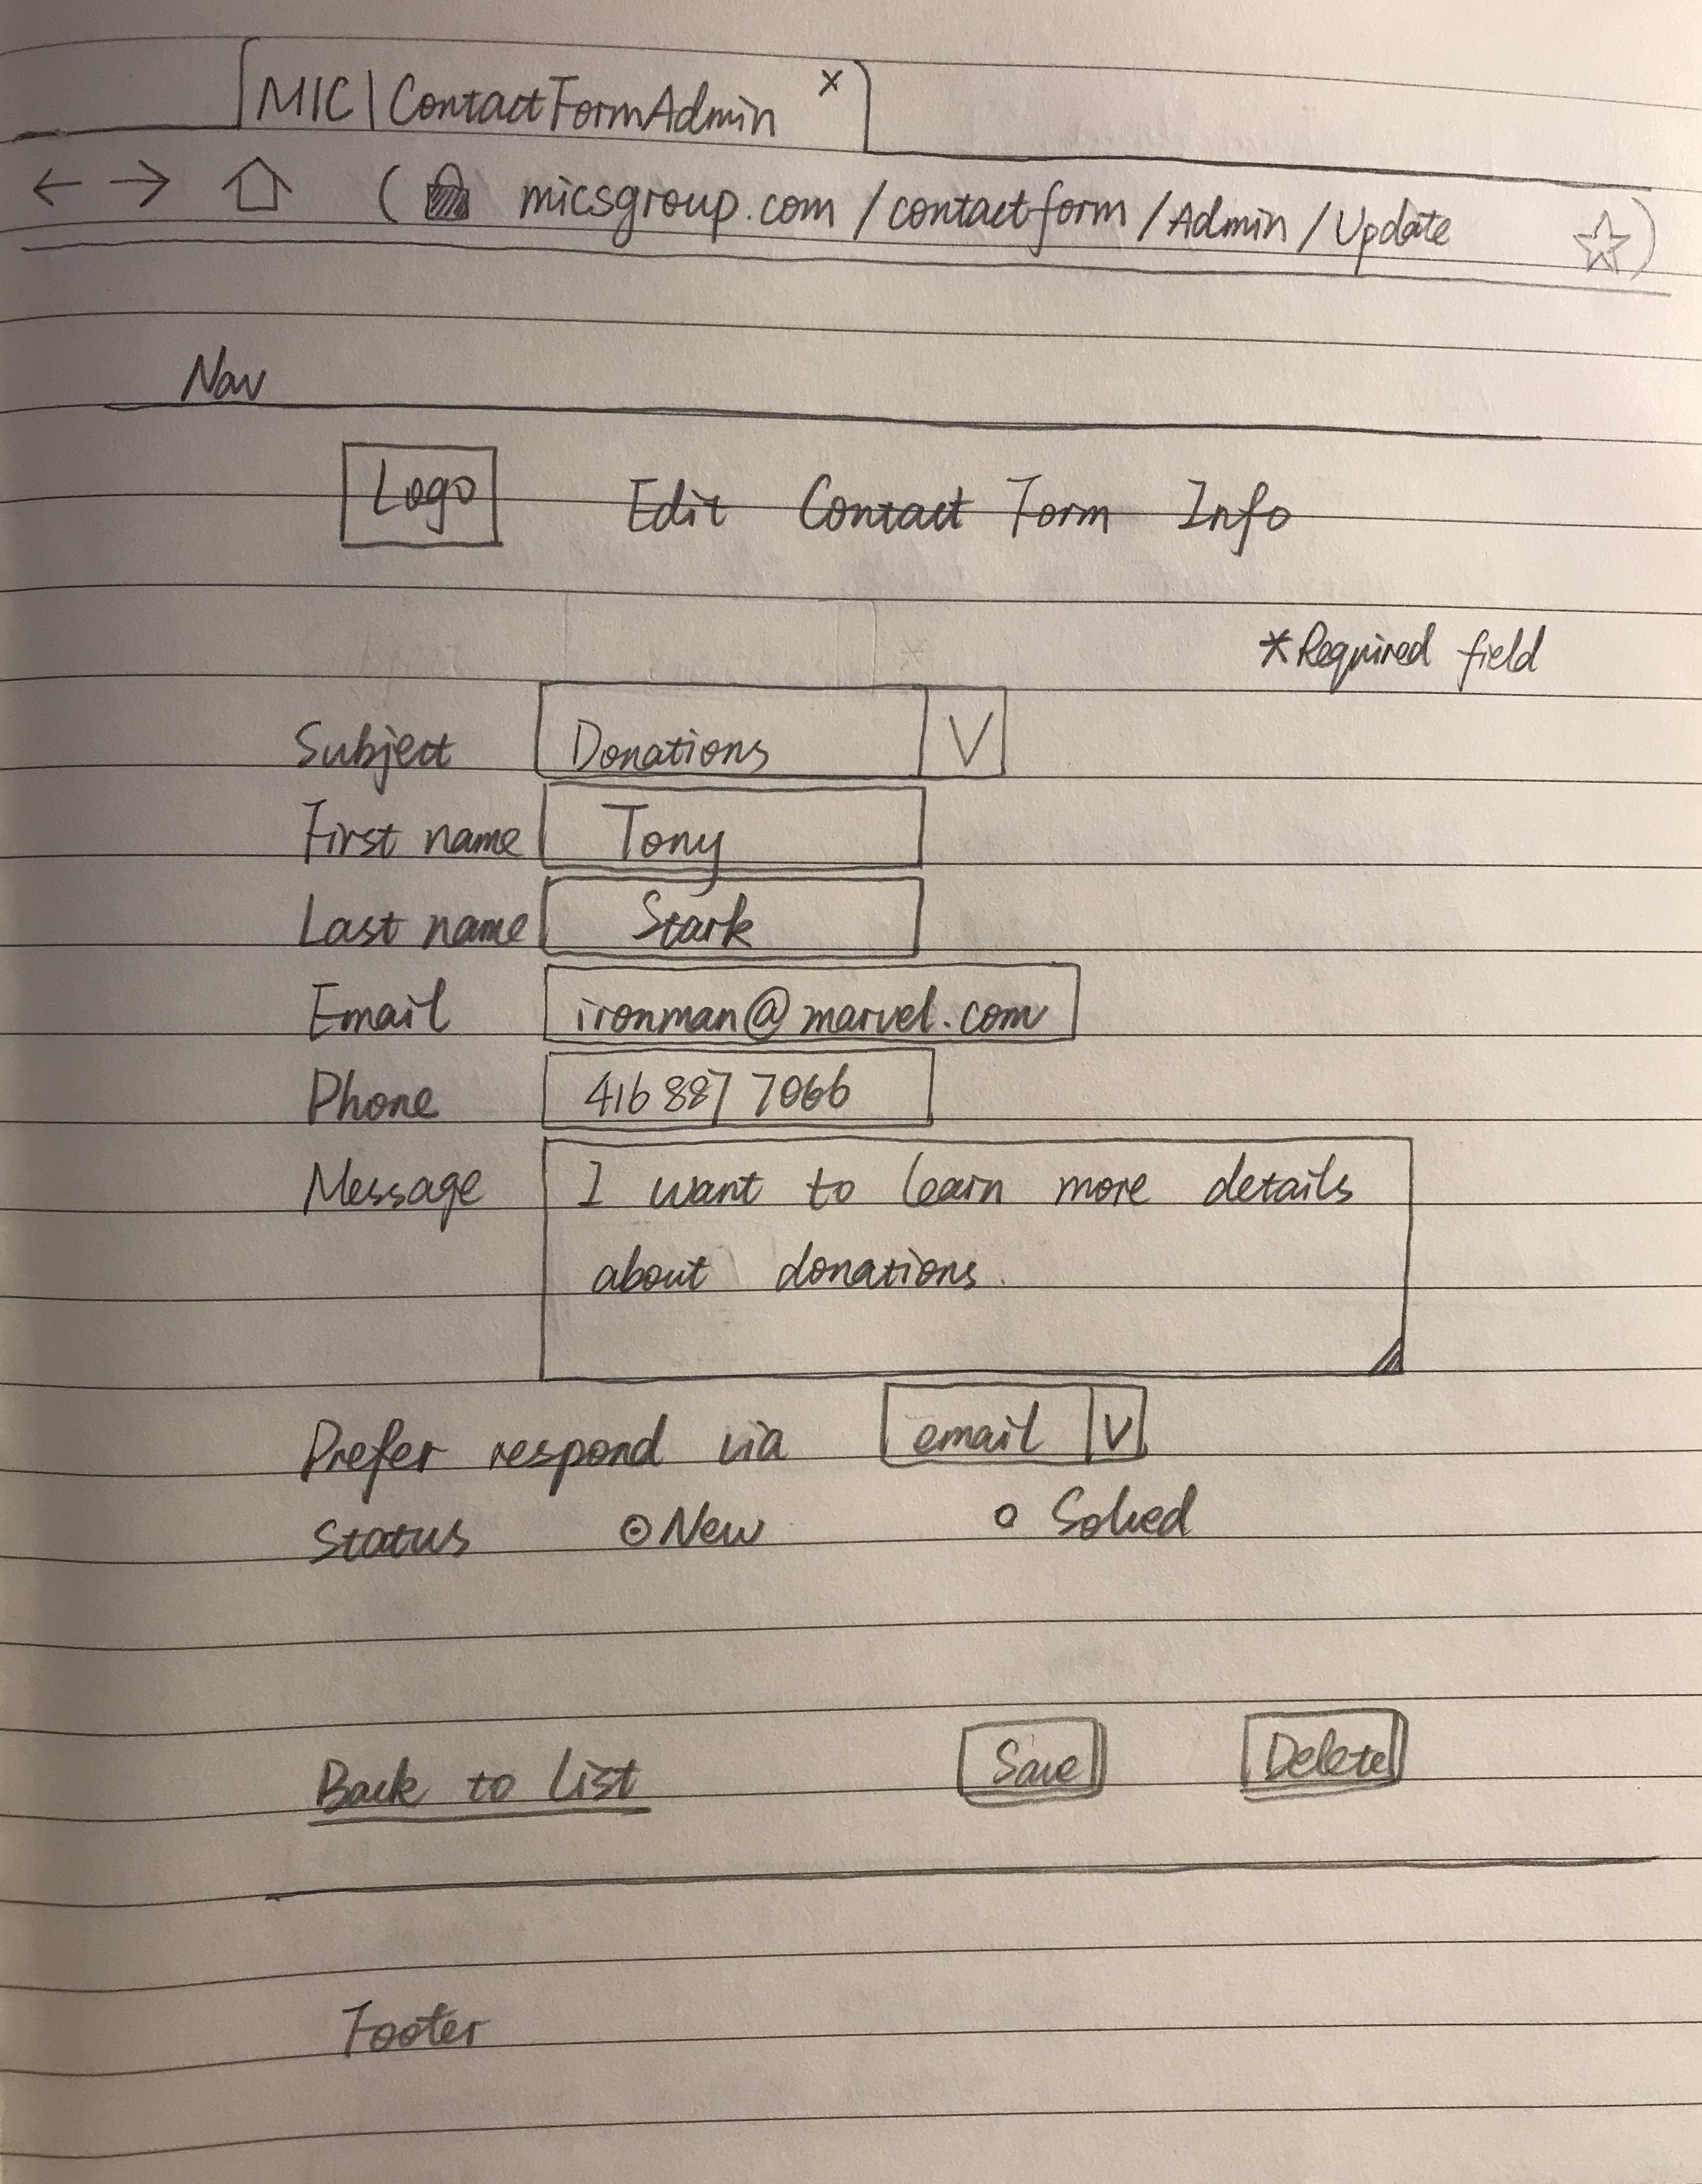 MIC | ContactFormAdmin x
micsgroup.com/contactform/Admin/Update
Nav
Logo Edit Contact Form Info
*Required field
Subject Donations V
First name Tony
Last name Stark
Email ironman@marvel.com
Phone 416 887 7066
Message I want to learn more details
about donations.
Prefer respond via email V
Status New Solved
Back to List Save Delete
Footer